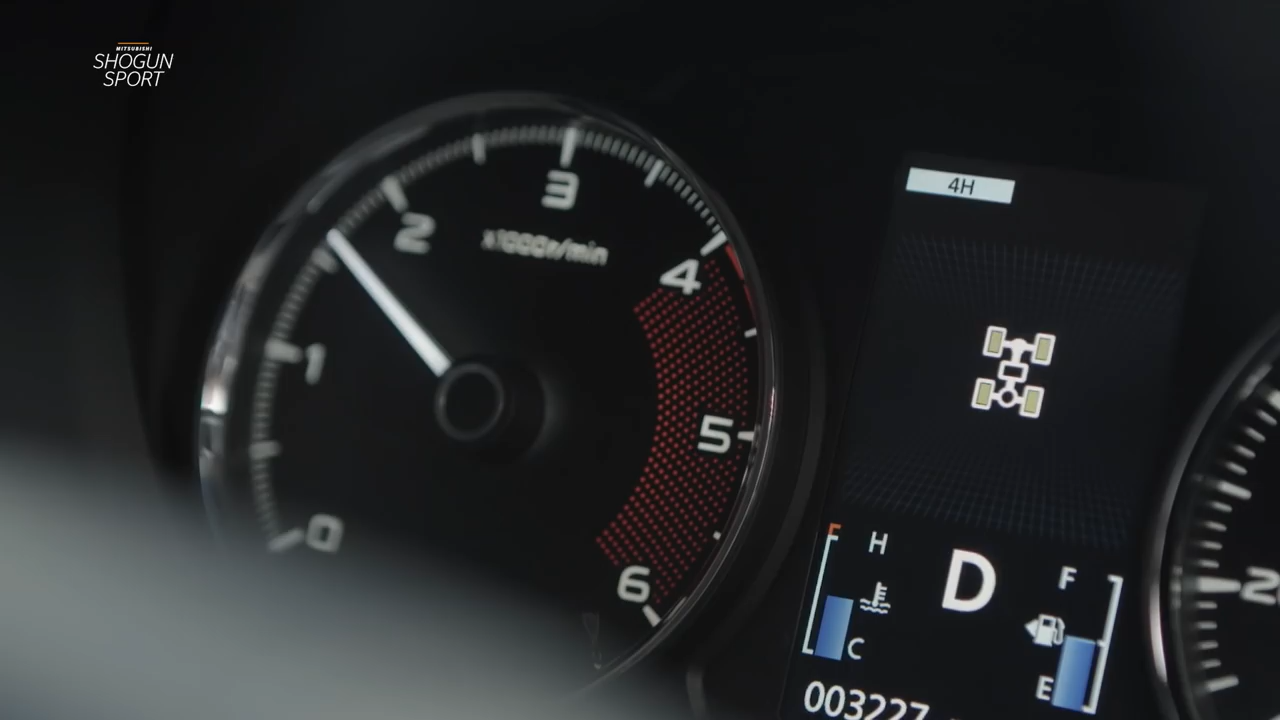 MITSUBISHI
SHOGUN
SPORT
0
1
2
3
4
5
6
x1000r/min
4H
H
C
D
F
E
003227